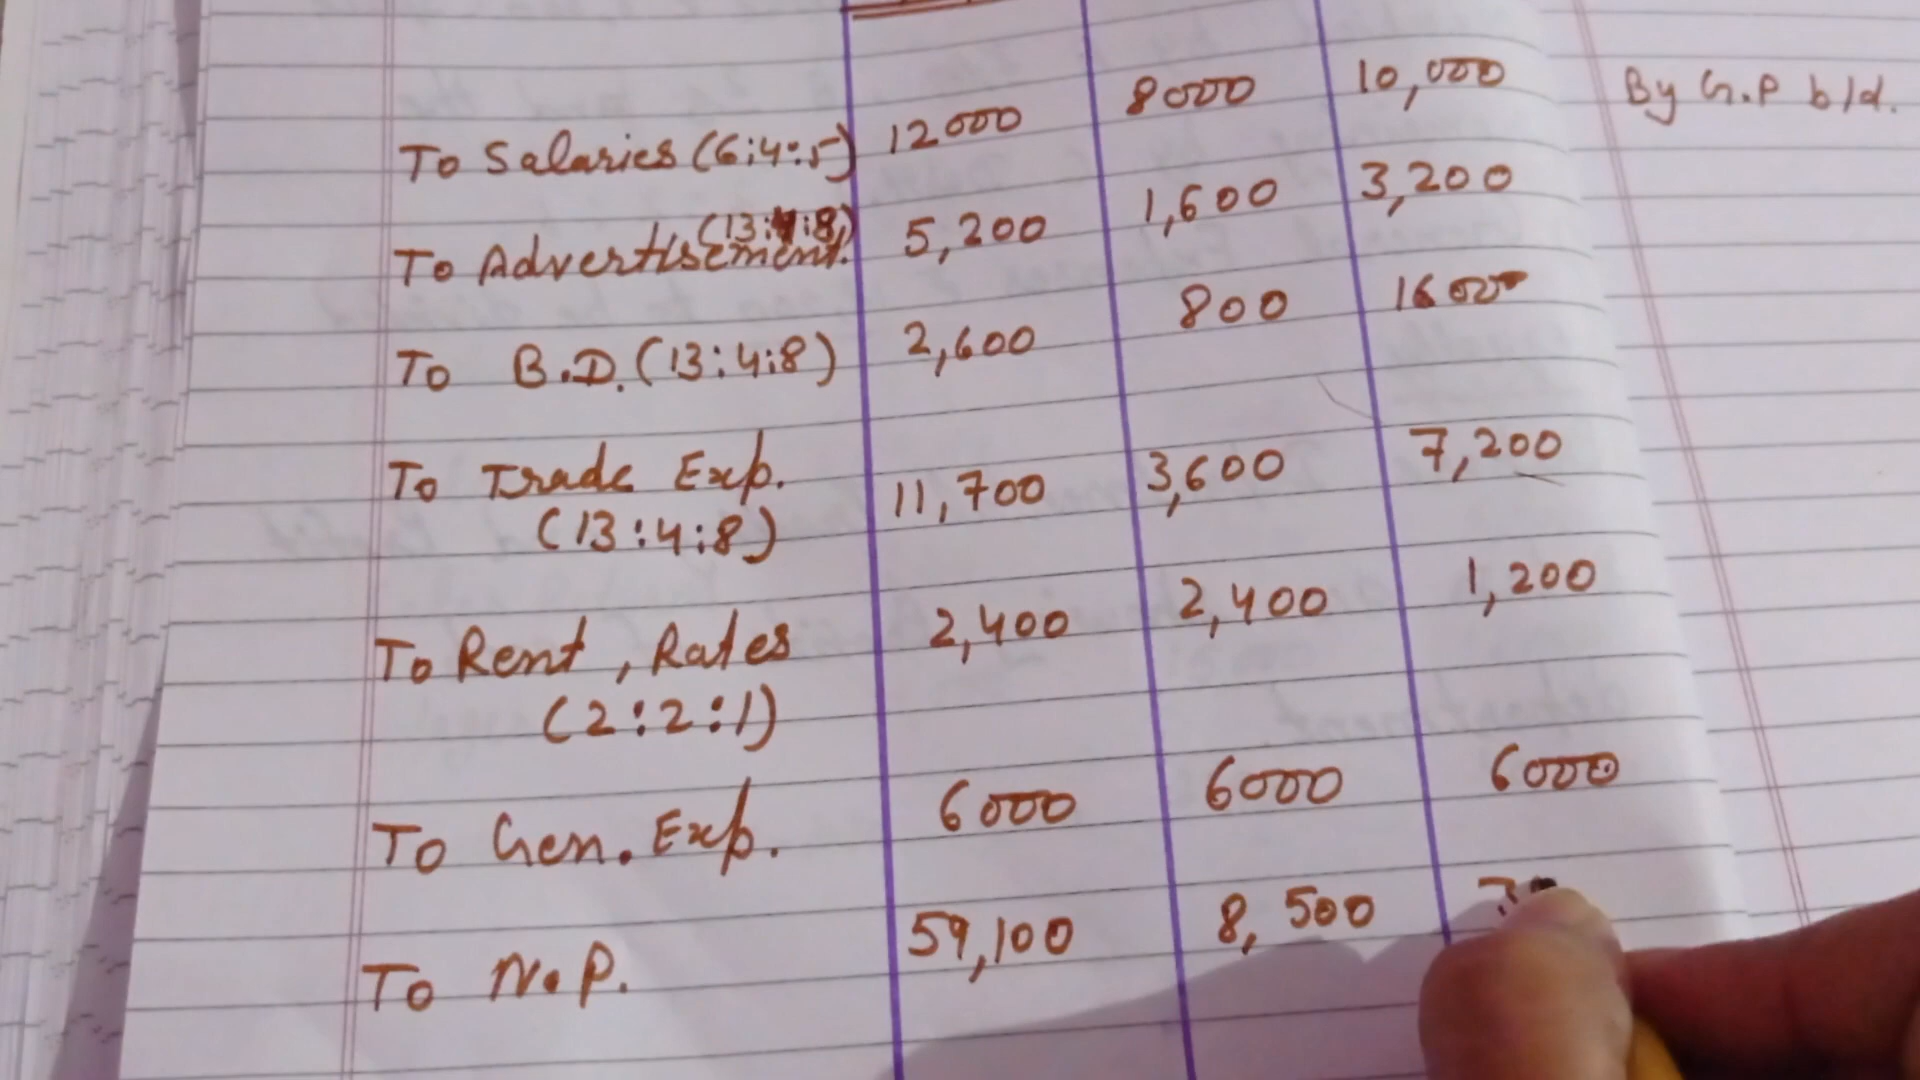 To Salaries (6:4:5) 12000 8000 10,000 By G.P b/d.
(13:4:8)
To Advertisement. 5,200 1,600 3,200
To B.D. (13:4:8) 2,600 800 1600
To Trade Exp. 11,700 3,600 7,200
(13:4:8)
To Rent, Rates 2,400 2,400 1,200
(2:2:1)
To Gen. Exp. 6000 6000 6000
To N.P. 59,100 8,500